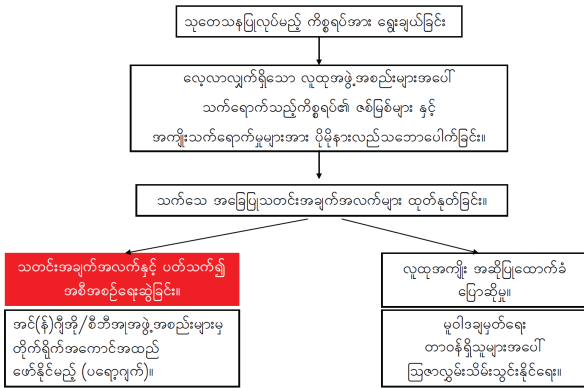 သုတေသနပြုလုပ်မည့် ကိစ္စရပ်အား ရွေးချယ်ခြင်း
လေ့လာလျှက်ရှိသော လူထုအဖွဲ့အစည်းများအပေါ်
သက်ရောက်သည့်ကိစ္စရပ်၏ ဇစ်မြစ်များ နှင့်
အကျိုးသက်ရောက်မှုများအား ပိုမိုနားလည်သဘောပေါက်ခြင်း။
သက်သေ အခြေပြုသတင်းအချက်အလက်များ ထုတ်နုတ်ခြင်း။
သတင်းအချက်အလက်နှင့် ပတ်သက်၍
အစီအစဉ်ရေးဆွဲခြင်း။
အင်(န်)ဂျီအို/စီဘီအိုအဖွဲ့အစည်းများမှ
တိုက်ရိုက်အကောင်အထည်
ဖော်နိုင်မည့် (ပရော့ဂျက်)။
လူထုအကျိုး အဆိုပြုထောက်ခံ
ပြောဆိုမှု။
မူဝါဒချမှတ်ရေး
တာဝန်ရှိသူများအပေါ်
ဩဇာလွှမ်းသိမ်းသွင်းနိုင်ရေး။